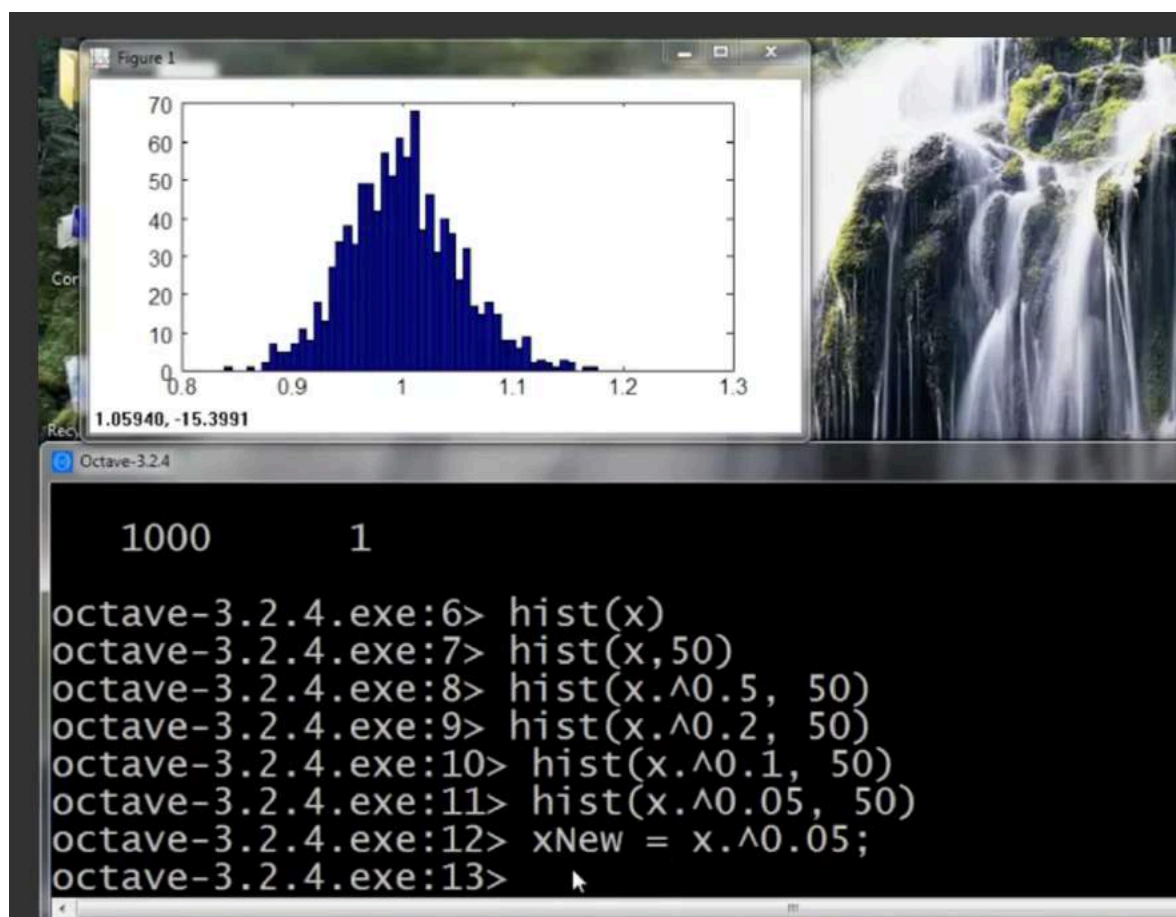 Figure 1
70
60
50
40
30
20
10
0
0.8 0.9 1 1.1 1.2 1.3
1.05940, -15.3991
Octave-3.2.4
1000 1
octave-3.2.4.exe:6> hist(x)
octave-3.2.4.exe:7> hist(x,50)
octave-3.2.4.exe:8> hist(x.^0.5, 50)
octave-3.2.4.exe:9> hist(x.^0.2, 50)
octave-3.2.4.exe:10> hist(x.^0.1, 50)
octave-3.2.4.exe:11> hist(x.^0.05, 50)
octave-3.2.4.exe:12> xNew = x.^0.05;
octave-3.2.4.exe:13>